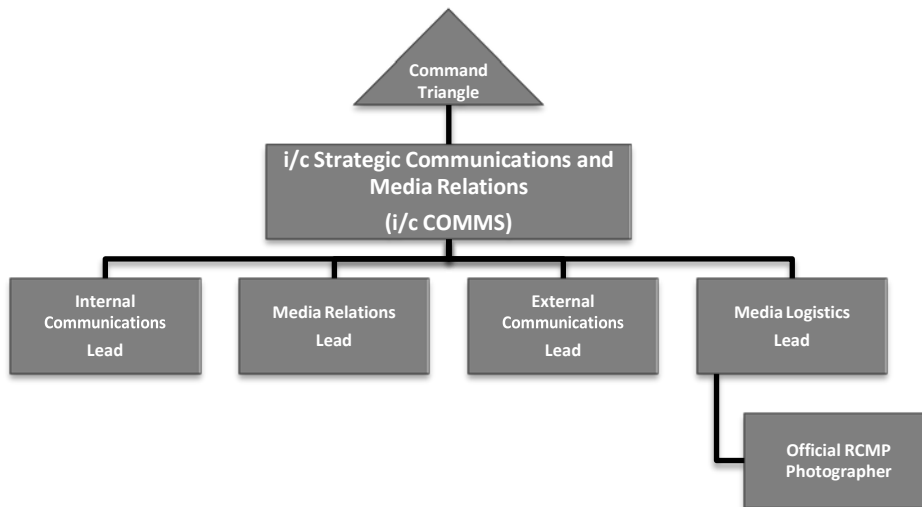 Command
Triangle
i/c Strategic Communications and
Media Relations
(i/c COMMS)
Internal
Communications
Lead
Media Relations
Lead
External
Communications
Lead
Media Logistics
Lead
Official RCMP
Photographer